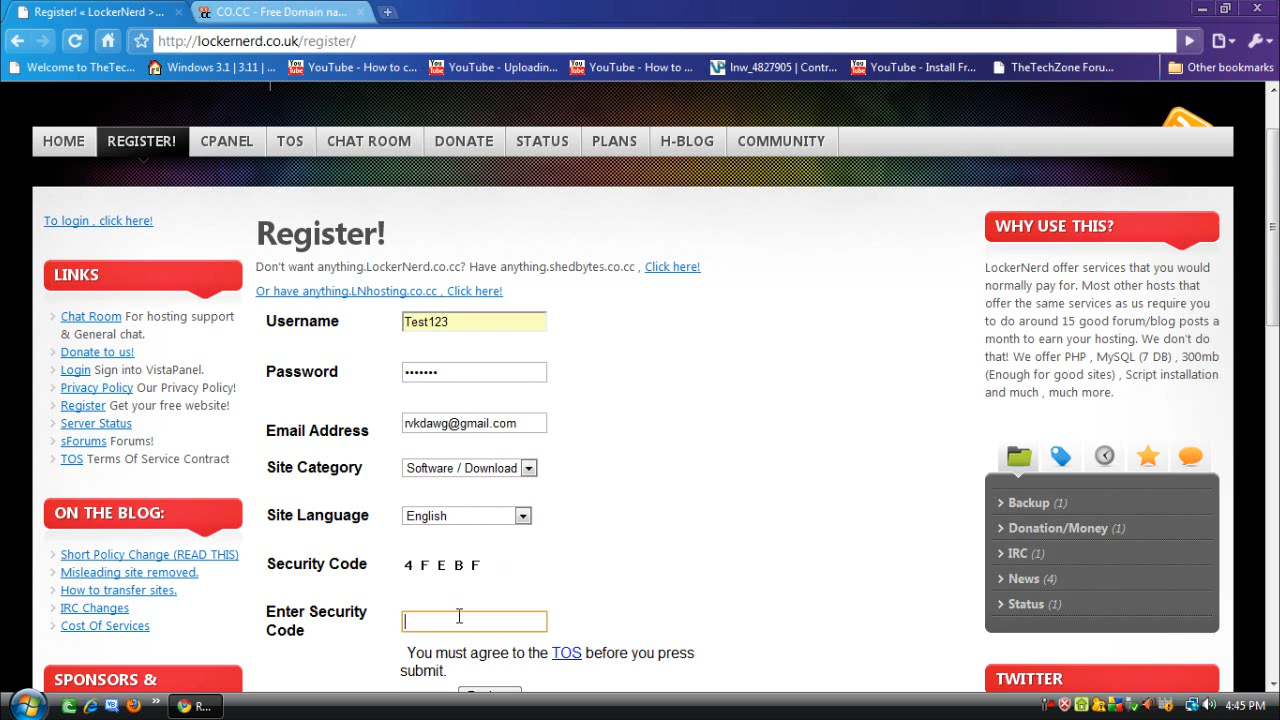 Register! « LockerNerd >...
CO.CC - Free Domain na...
http://lockernerd.co.uk/register/
Welcome to TheTec...
Windows 3.1 | 3.11 | ...
YouTube - How to c...
YouTube - Uploadin...
YouTube - How to ...
lnw_4827905 | Contr...
YouTube - Install Fr...
TheTechZone Foru...
Other bookmarks
HOME
REGISTER!
CPANEL
TOS
CHAT ROOM
DONATE
STATUS
PLANS
H-BLOG
COMMUNITY
To login , click here!
LINKS
Chat Room For hosting support
& General chat.
Donate to us!
Login Sign into VistaPanel.
Privacy Policy Our Privacy Policy!
Register Get your free website!
Server Status
sForums Forums!
TOS Terms Of Service Contract
ON THE BLOG:
Short Policy Change (READ THIS)
Misleading site removed.
How to transfer sites.
IRC Changes
Cost Of Services
SPONSORS &
Register!
Don't want anything.LockerNerd.co.cc? Have anything.shedbytes.co.cc , Click here!
Or have anything.LNhosting.co.cc , Click here!
Username
Test123
Password
•••••••
Email Address
rvkdawg@gmail.com
Site Category
Software / Download
Site Language
English
Security Code
4 F E B F
Enter Security
Code
You must agree to the TOS before you press
submit.
WHY USE THIS?
LockerNerd offer services that you would
normally pay for. Most other hosts that
offer the same services as us require you
to do around 15 good forum/blog posts a
month to earn your hosting. We don't do
that! We offer PHP , MySQL (7 DB) , 300mb
(Enough for good sites) , Script installation
and much , much more.
Backup (1)
Donation/Money (1)
IRC (1)
News (4)
Status (1)
TWITTER
R...
4:45 PM